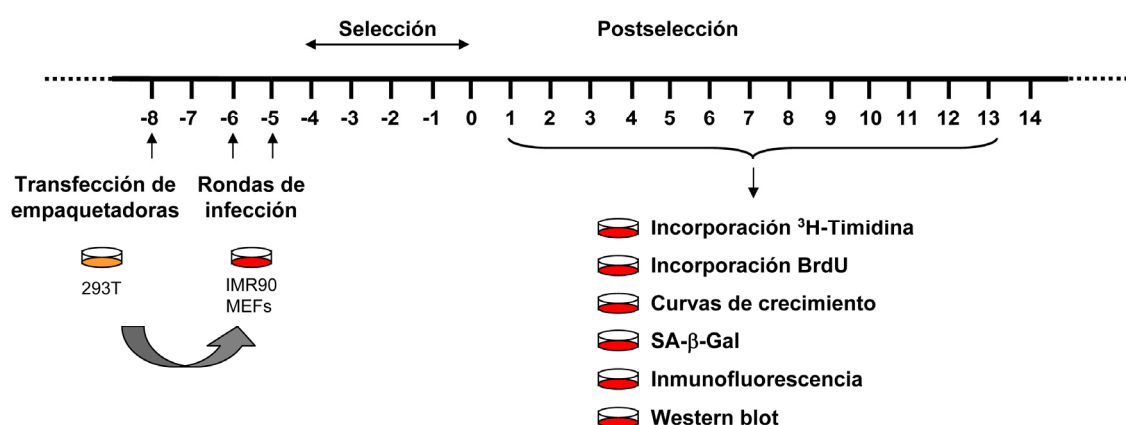 Selección
Postselección
-8 -7 -6 -5 -4 -3 -2 -1 0 1 2 3 4 5 6 7 8 9 10 11 12 13 14
Transfección de
empaquetadoras
Rondas de
infección
293T
IMR90
MEFs
Incorporación ³H-Timidina
Incorporación BrdU
Curvas de crecimiento
SA-β-Gal
Inmunofluorescencia
Western blot